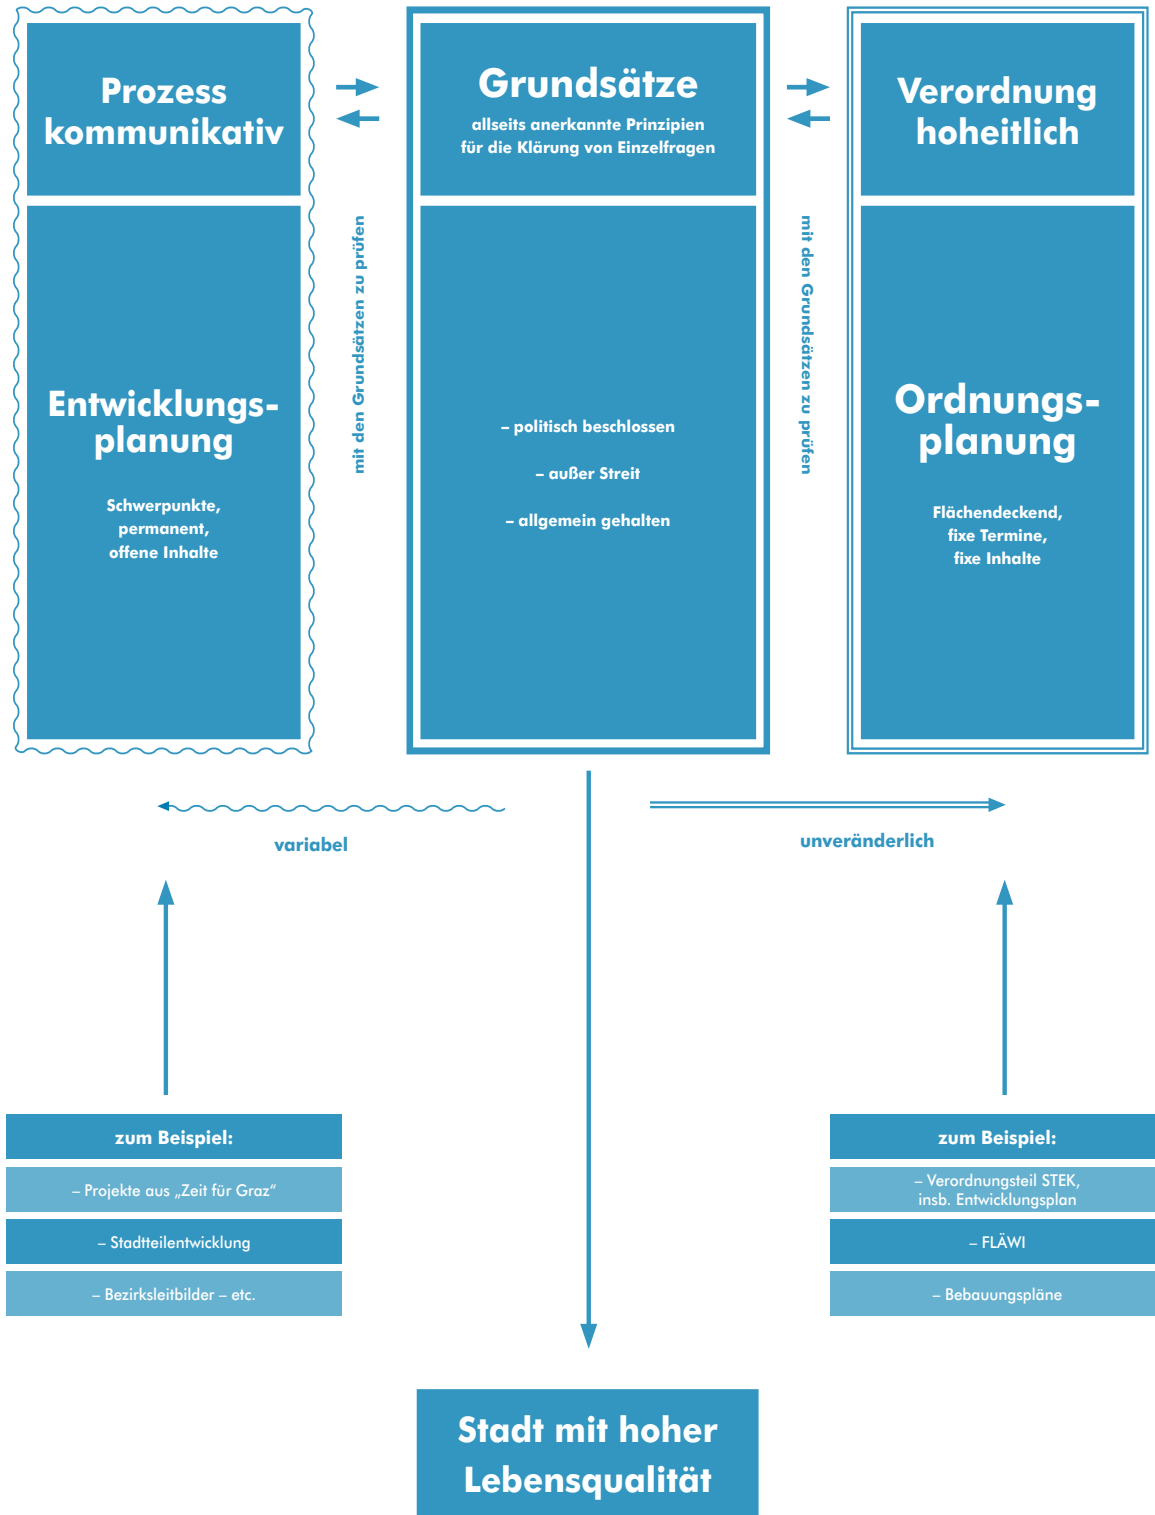 Prozess
kommunikativ
Entwicklungs-
planung
Schwerpunkte,
permanent,
offene Inhalte
mit den Grundsätzen zu prüfen
Grundsätze
allseits anerkannte Prinzipien
für die Klärung von Einzelfragen
– politisch beschlossen
– außer Streit
– allgemein gehalten
mit den Grundsätzen zu prüfen
Verordnung
hoheitlich
Ordnungs-
planung
Flächendeckend,
fixe Termine,
fixe Inhalte
variabel
unveränderlich
zum Beispiel:
– Projekte aus „Zeit für Graz“
– Stadtteilentwicklung
– Bezirksleitbilder – etc.
zum Beispiel:
– Verordnungsteil STEK,
insb. Entwicklungsplan
– FLÄWI
– Bebauungspläne
Stadt mit hoher
Lebensqualität